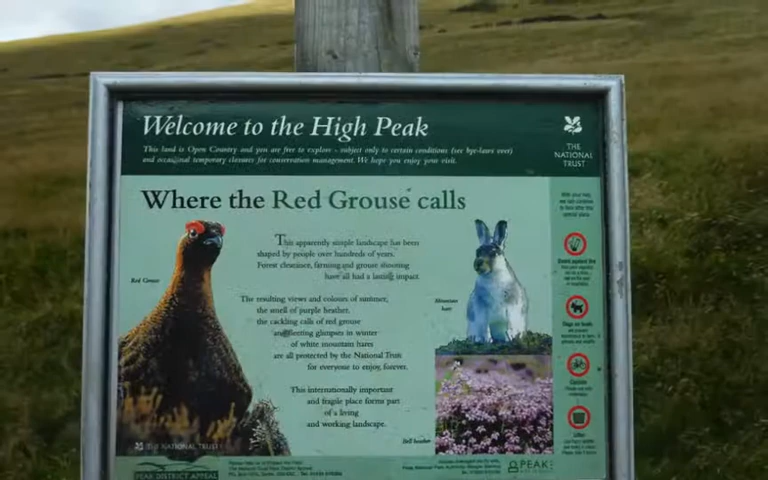 Welcome to the High Peak
This land is Open Country and you are free to explore - subject only to certain conditions (see bye-laws over)
and occasional temporary closures for conservation management. We hope you enjoy your visit.
THE
NATIONAL
TRUST
Where the Red Grouse calls
This apparently simple landscape has been
shaped by people over hundreds of years.
Forest clearance, farming and grouse shooting
have all had a lasting impact
Red Grouse
The resulting views and colours of summer,
the smell of purple heather,
the cackling calls of red grouse
and fleeting glimpses in winter
of white mountain hares
are all protected by the National Trust
for everyone to enjoy, forever.
Mountain
hare
This internationally important
and fragile place forms part
of a living
and working landscape.
Bell heather
THE NATIONAL TRUST
PEAK DISTRICT APPEAL
PEAK
Guard against fire
Dogs on leads
Cyclists
Litter